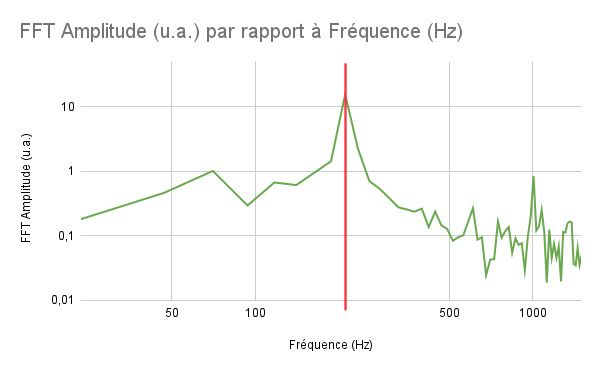 FFT Amplitude (u.a.) par rapport à Fréquence (Hz)
FFT Amplitude (u.a.)
10
1
0,1
0,01
50
100
500
1000
Fréquence (Hz)